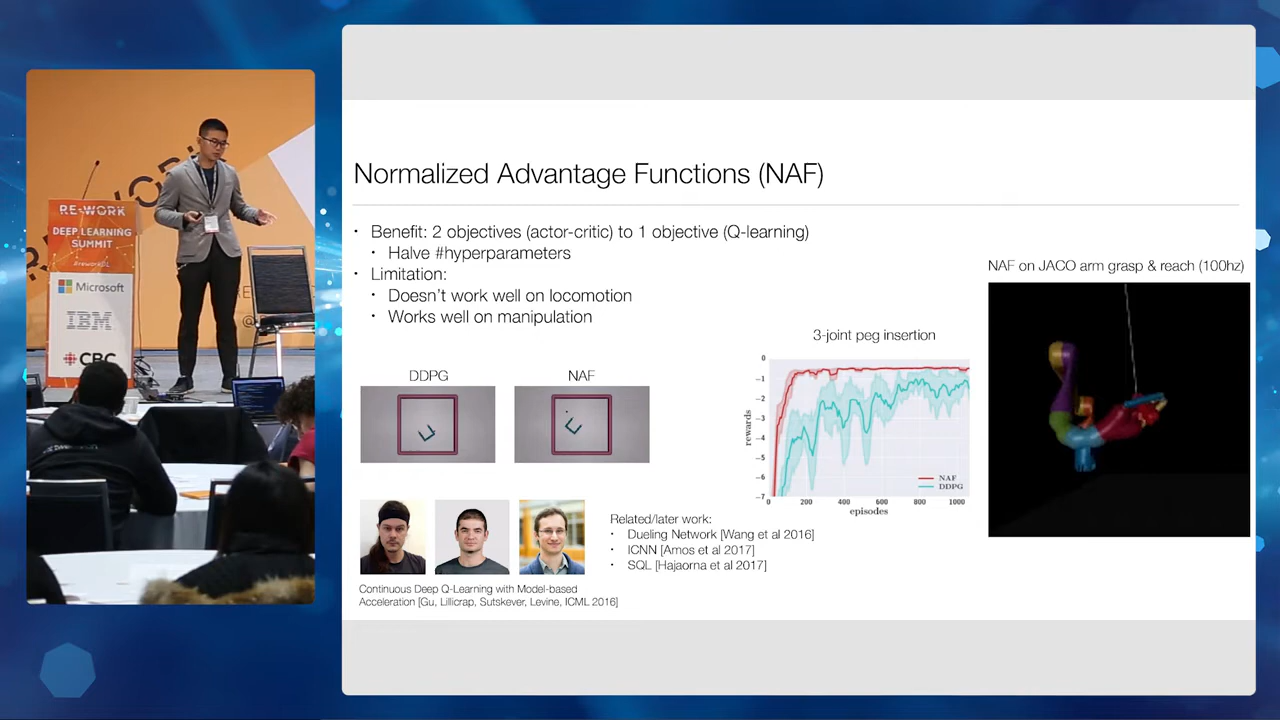 RE-WORK
DEEP LEARNING
SUMMIT
#reworkDL
Microsoft
IBM
CBC
Normalized Advantage Functions (NAF)
· Benefit: 2 objectives (actor-critic) to 1 objective (Q-learning)
· Halve #hyperparameters
· Limitation:
· Doesn't work well on locomotion
· Works well on manipulation
NAF on JACO arm grasp & reach (100hz)
3-joint peg insertion
DDPG
NAF
rewards
0
−1
−2
−3
−4
−5
−6
−7
0
200
400
600
800
1000
episodes
NAF
DDPG
Related/later work:
· Dueling Network [Wang et al 2016]
· ICNN [Amos et al 2017]
· SQL [Hajaorna et al 2017]
Continuous Deep Q-Learning with Model-based
Acceleration [Gu, Lillicrap, Sutskever, Levine, ICML 2016]